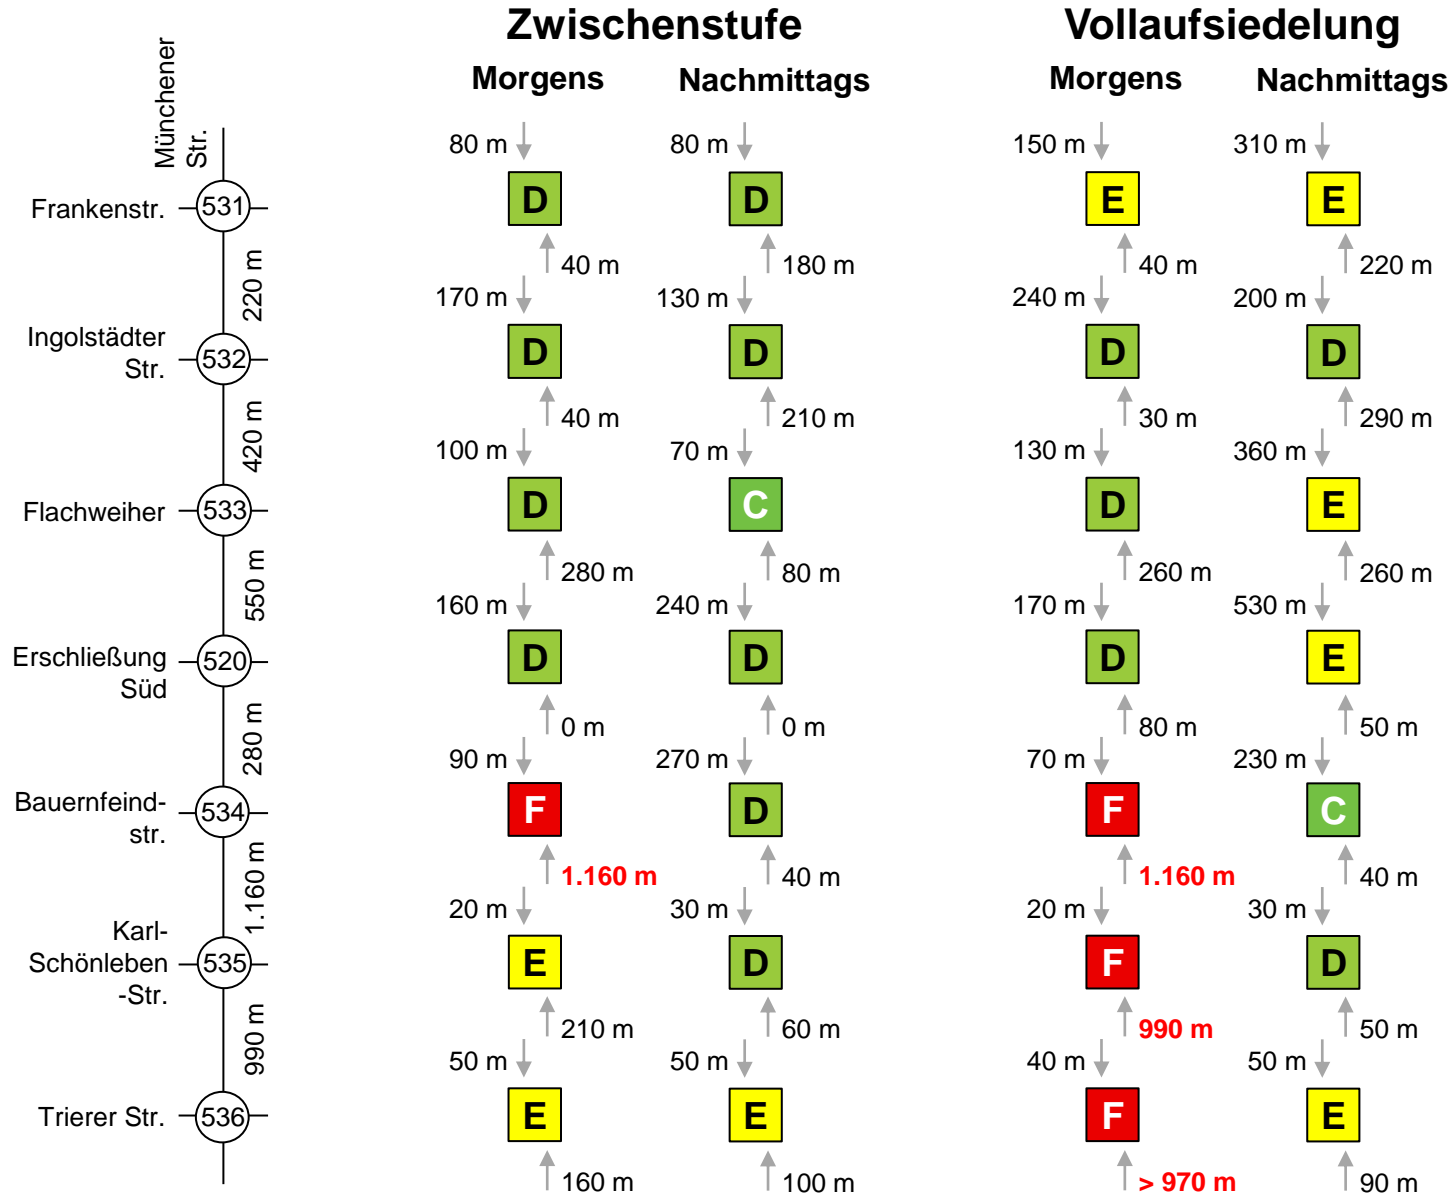 Zwischenstufe Vollaufsiedelung
Morgens Nachmittags Morgens Nachmittags
Münchener
Str.
80 m 80 m 150 m 310 m
Frankenstr. 531 D D E E
40 m 180 m 40 m 220 m
220 m
170 m 130 m 240 m 200 m
Ingolstädter
Str. 532 D D D D
40 m 210 m 30 m 290 m
420 m
100 m 70 m 130 m 360 m
Flachweiher 533 D C D E
280 m 80 m 260 m 260 m
550 m
160 m 240 m 170 m 530 m
Erschließung
Süd 520 D D D E
0 m 0 m 80 m 50 m
280 m
90 m 270 m 70 m 230 m
Bauernfeind-
str. 534 F D F C
1.160 m 40 m 1.160 m 40 m
1.160 m
20 m 30 m 20 m 30 m
Karl-
Schönleben 535 E D F D
-Str.
210 m 60 m 990 m 50 m
990 m
50 m 50 m 40 m 50 m
Trierer Str. 536 E E F E
160 m 100 m > 970 m 90 m